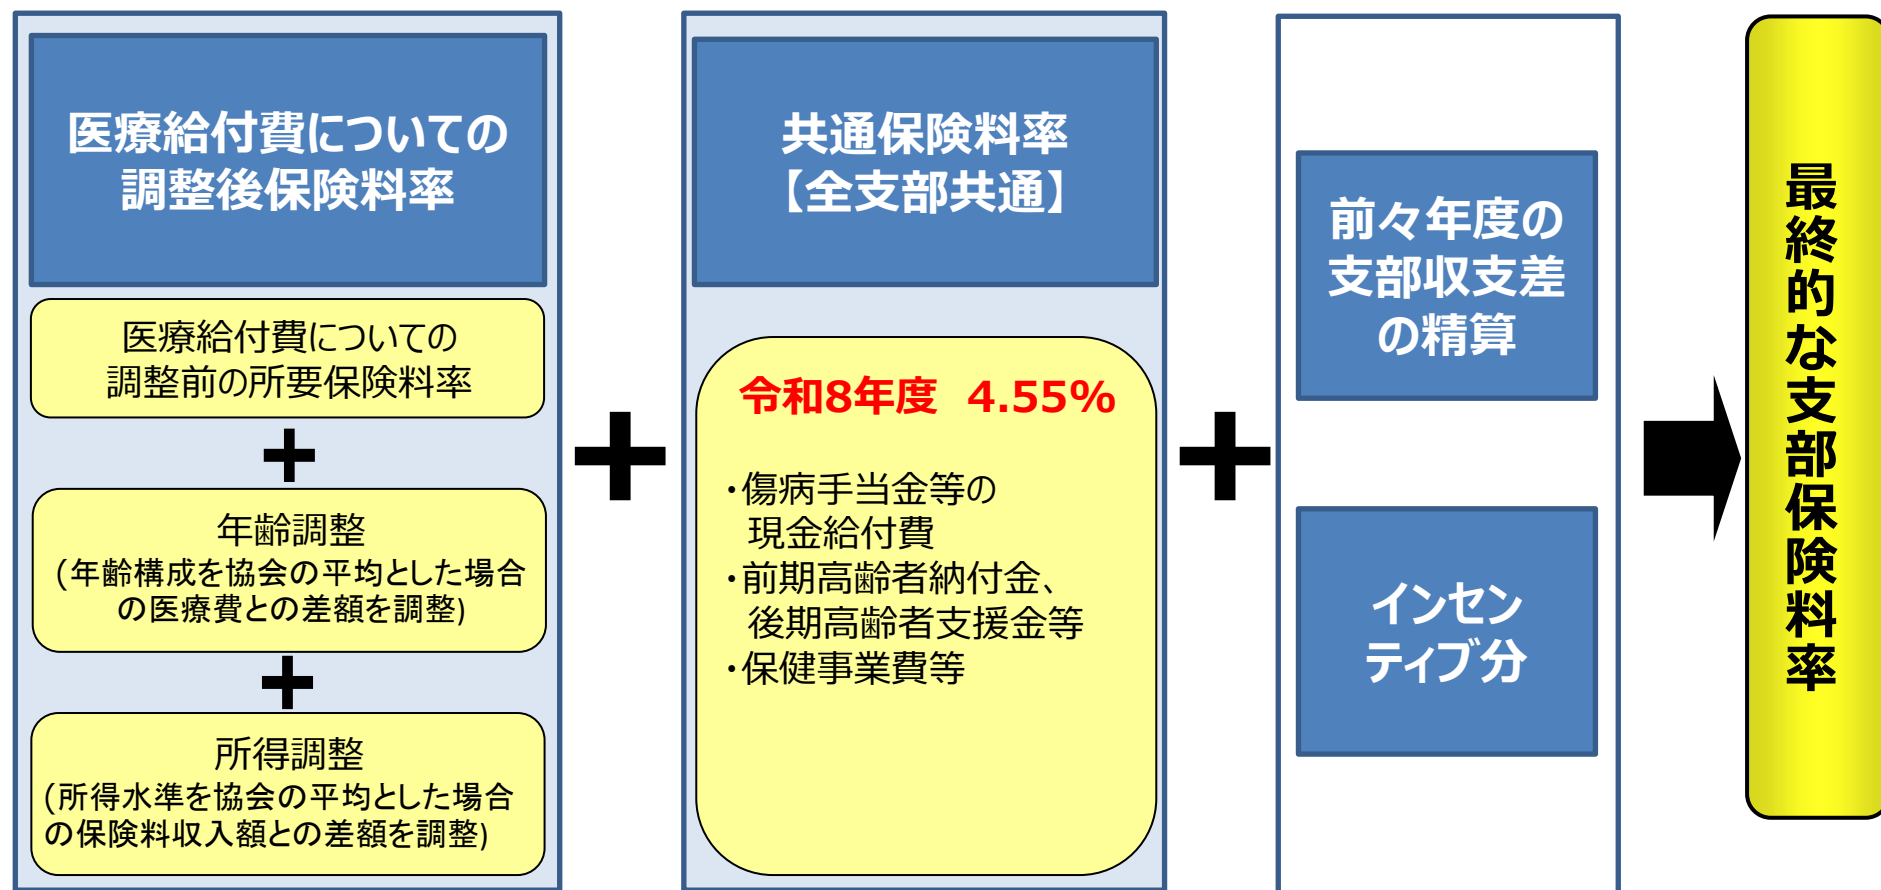 医療給付費についての
調整後保険料率
医療給付費についての
調整前の所要保険料率
+
年齢調整
(年齢構成を協会の平均とした場合
の医療費との差額を調整)
+
所得調整
(所得水準を協会の平均とした場合
の保険料収入額との差額を調整)
+
共通保険料率
【全支部共通】
令和8年度 4.55%
・傷病手当金等の
現金給付費
・前期高齢者納付金、
後期高齢者支援金等
・保健事業費等
+
前々年度の
支部収支差
の精算
インセン
ティブ分
最終的な支部保険料率